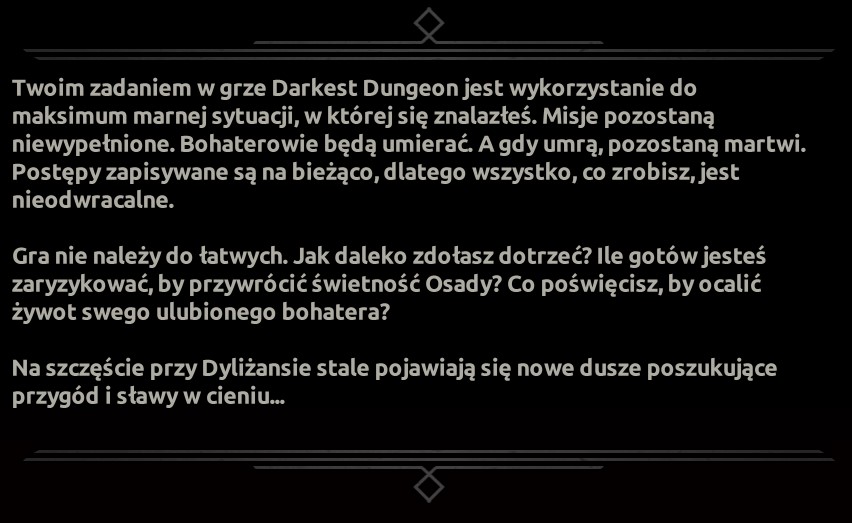 Twoim zadaniem w grze Darkest Dungeon jest wykorzystanie do
maksimum marnej sytuacji, w której się znalazłeś. Misje pozostaną
niewypełnione. Bohaterowie będą umierać. A gdy umrą, pozostaną martwi.
Postępy zapisywane są na bieżąco, dlatego wszystko, co zrobisz, jest
nieodwracalne.
Gra nie należy do łatwych. Jak daleko zdołasz dotrzeć? Ile gotów jesteś
zaryzykować, by przywrócić świetność Osady? Co poświęcisz, by ocalić
żywot swego ulubionego bohatera?
Na szczęście przy Dyliżansie stale pojawiają się nowe dusze poszukujące
przygód i sławy w cieniu...